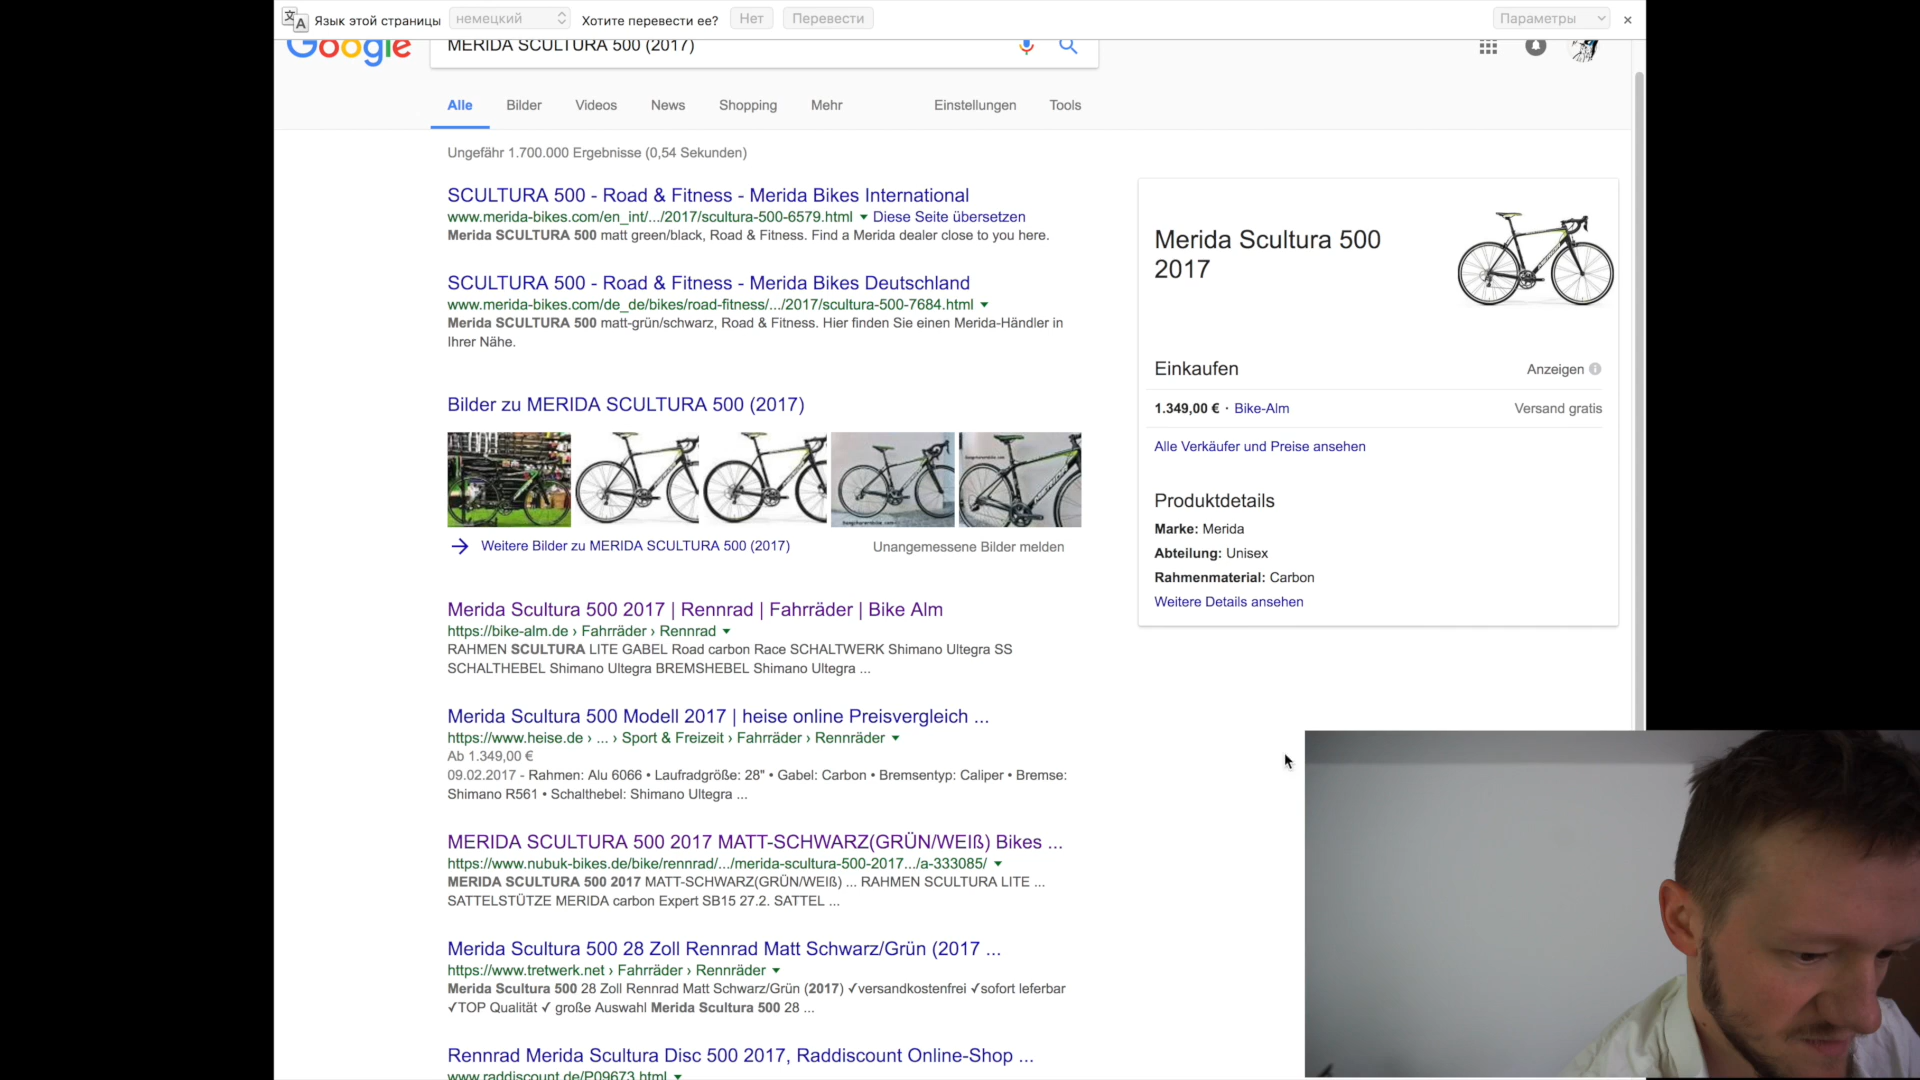 Язык этой страницы немецкий Хотите перевести ее? Нет Перевести Параметры ×
Google MERIDA SCULTURA 500 (2017)
Alle Bilder Videos News Shopping Mehr Einstellungen Tools
Ungefähr 1.700.000 Ergebnisse (0,54 Sekunden)
SCULTURA 500 - Road & Fitness - Merida Bikes International
www.merida-bikes.com/en_int/.../2017/scultura-500-6579.html ▾ Diese Seite übersetzen
Merida SCULTURA 500 matt green/black, Road & Fitness. Find a Merida dealer close to you here.
SCULTURA 500 - Road & Fitness - Merida Bikes Deutschland
www.merida-bikes.com/de_de/bikes/road-fitness/.../2017/scultura-500-7684.html ▾
Merida SCULTURA 500 matt-grün/schwarz, Road & Fitness. Hier finden Sie einen Merida-Händler in
Ihrer Nähe.
Bilder zu MERIDA SCULTURA 500 (2017)
Weitere Bilder zu MERIDA SCULTURA 500 (2017) Unangemessene Bilder melden
Merida Scultura 500 2017 | Rennrad | Fahrräder | Bike Alm
https://bike-alm.de › Fahrräder › Rennrad ▾
RAHMEN SCULTURA LITE GABEL Road carbon Race SCHALTWERK Shimano Ultegra SS
SCHALTHEBEL Shimano Ultegra BREMSHEBEL Shimano Ultegra ...
Merida Scultura 500 Modell 2017 | heise online Preisvergleich ...
https://www.heise.de › ... › Sport & Freizeit › Fahrräder › Rennräder ▾
Ab 1.349,00 €
09.02.2017 - Rahmen: Alu 6066 • Laufradgröße: 28" • Gabel: Carbon • Bremsentyp: Caliper • Bremse:
Shimano R561 • Schalthebel: Shimano Ultegra ...
MERIDA SCULTURA 500 2017 MATT-SCHWARZ(GRÜN/WEIß) Bikes ...
https://www.nubuk-bikes.de/bike/rennrad/.../merida-scultura-500-2017.../a-333085/ ▾
MERIDA SCULTURA 500 2017 MATT-SCHWARZ(GRÜN/WEIß) ... RAHMEN SCULTURA LITE ...
SATTELSTÜTZE MERIDA carbon Expert SB15 27.2. SATTEL ...
Merida Scultura 500 28 Zoll Rennrad Matt Schwarz/Grün (2017 ...
https://www.tretwerk.net › Fahrräder › Rennräder ▾
Merida Scultura 500 28 Zoll Rennrad Matt Schwarz/Grün (2017) ✓versandkostenfrei ✓sofort leferbar
✓TOP Qualität ✓ große Auswahl Merida Scultura 500 28 ...
Rennrad Merida Scultura Disc 500 2017, Raddiscount Online-Shop ...
www.raddiscount.de/P09673.html ▾
Merida Scultura 500
2017
Einkaufen Anzeigen
1.349,00 € · Bike-Alm Versand gratis
Alle Verkäufer und Preise ansehen
Produktdetails
Marke: Merida
Abteilung: Unisex
Rahmenmaterial: Carbon
Weitere Details ansehen